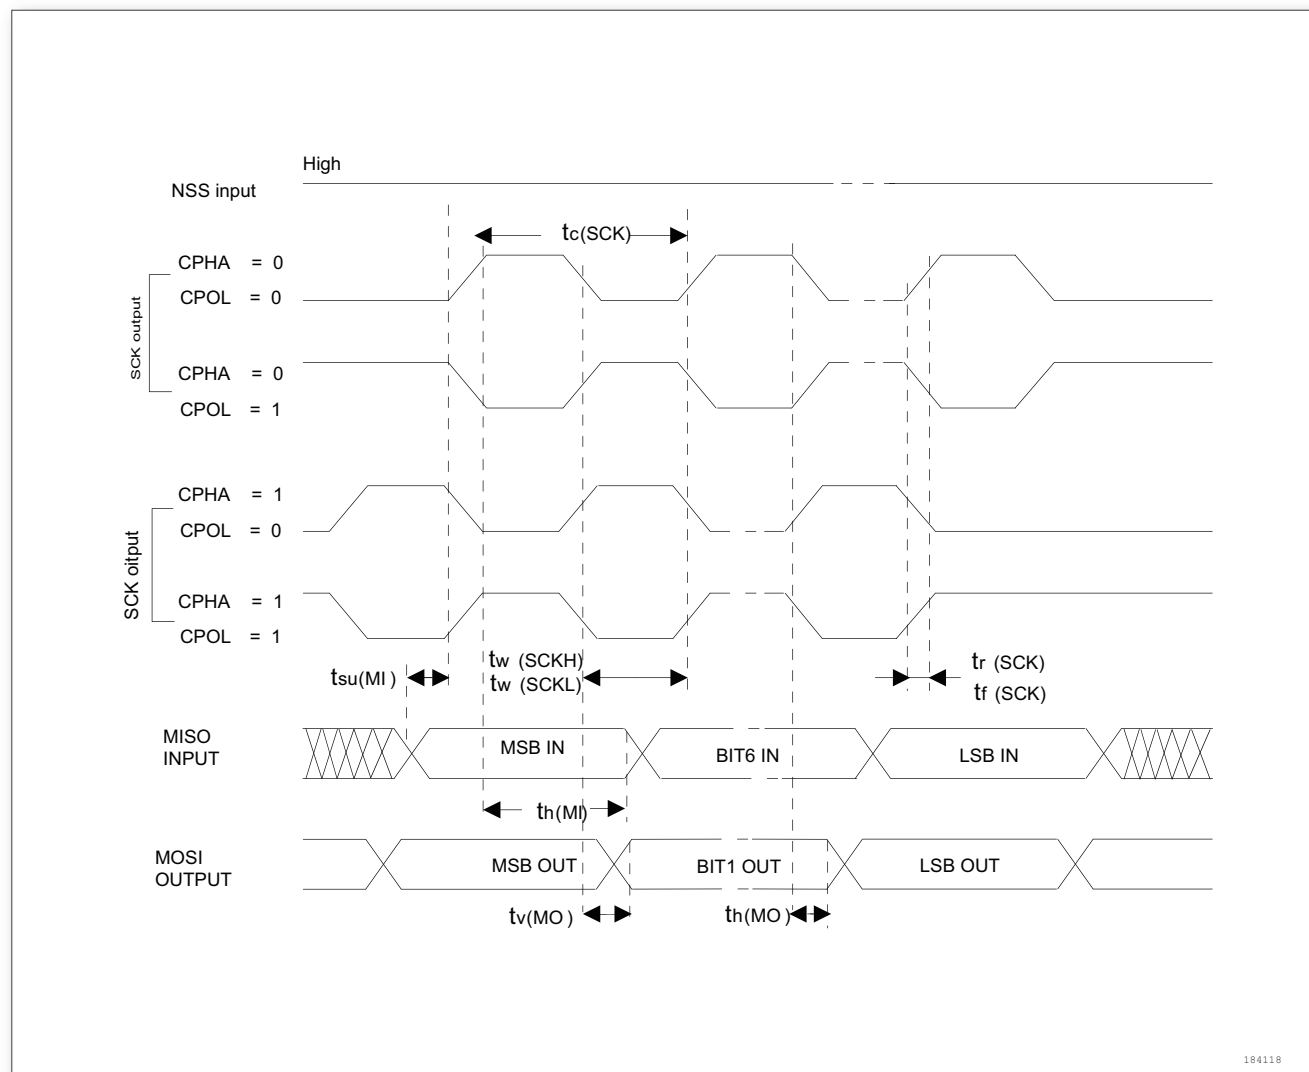 High
NSS input
tc(SCK)
CPHA = 0
CPOL = 0
SCK output
CPHA = 0
CPOL = 1
CPHA = 1
CPOL = 0
SCK oitput
CPHA = 1
CPOL = 1
tsu(MI)
tw (SCKH)
tw (SCKL)
tr (SCK)
tf (SCK)
MISO
INPUT
MSB IN
BIT6 IN
LSB IN
th(MI)
MOSI
OUTPUT
MSB OUT
BIT1 OUT
LSB OUT
tv(MO)
th(MO)
184118